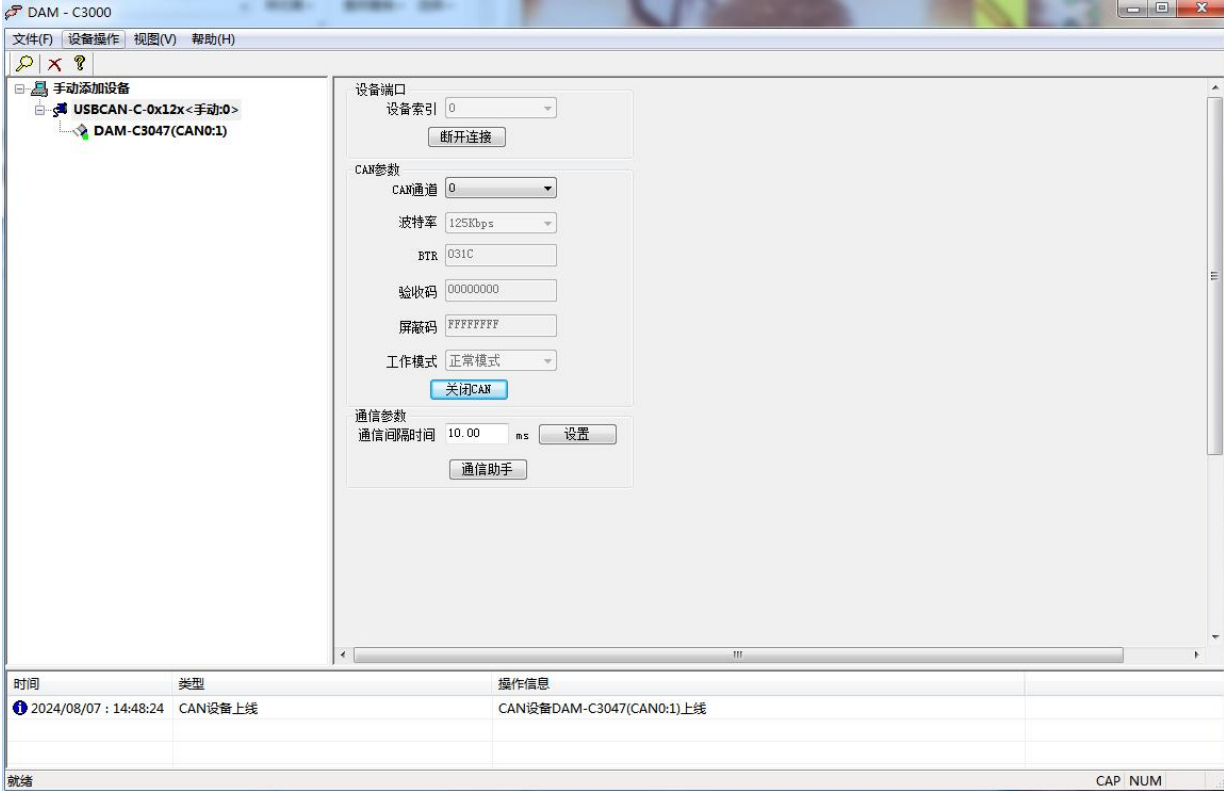 DAM - C3000
文件(F) 设备操作 视图(V) 帮助(H)
手动添加设备
USBCAN-C-0x12x<手动:0>
DAM-C3047(CAN0:1)
设备端口
设备索引 0
断开连接
CAN参数
CAN通道 0
波特率 125Kbps
BTR 031C
验收码 00000000
屏蔽码 FFFFFFFF
工作模式 正常模式
关闭CAN
通信参数
通信间隔时间 10.00 ms 设置
通信助手
时间 类型 操作信息
2024/08/07 : 14:48:24 CAN设备上线 CAN设备DAM-C3047(CAN0:1)上线
就绪 CAP NUM